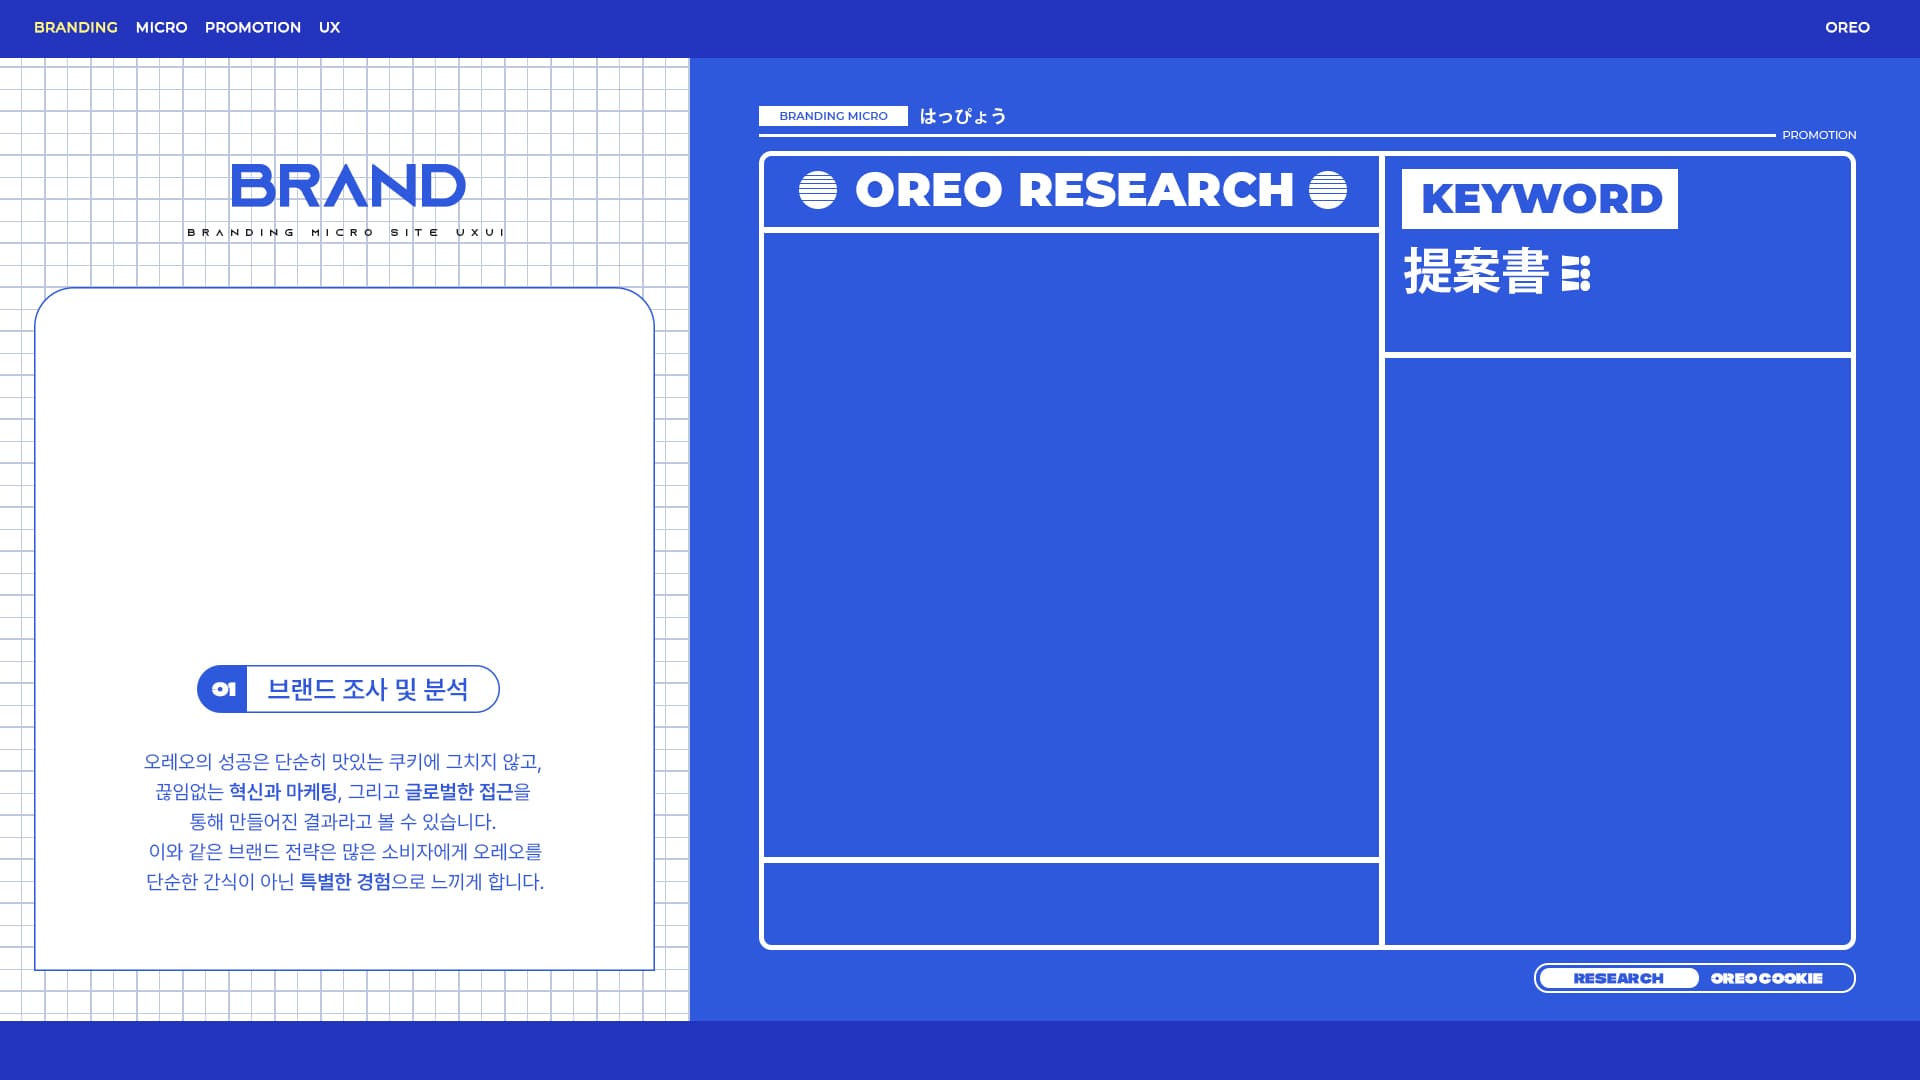 BRANDING MICRO PROMOTION UX
OREO
BRAND
BRANDING MICRO SITE UXUI
01 브랜드 조사 및 분석
오레오의 성공은 단순히 맛있는 쿠키에 그치지 않고,
끊임없는 혁신과 마케팅, 그리고 글로벌한 접근을
통해 만들어진 결과라고 볼 수 있습니다.
이와 같은 브랜드 전략은 많은 소비자에게 오레오를
단순한 간식이 아닌 특별한 경험으로 느끼게 합니다.
BRANDING MICRO はっぴょう
PROMOTION
OREO RESEARCH
KEYWORD
提案書
RESEARCH OREO COOKIE